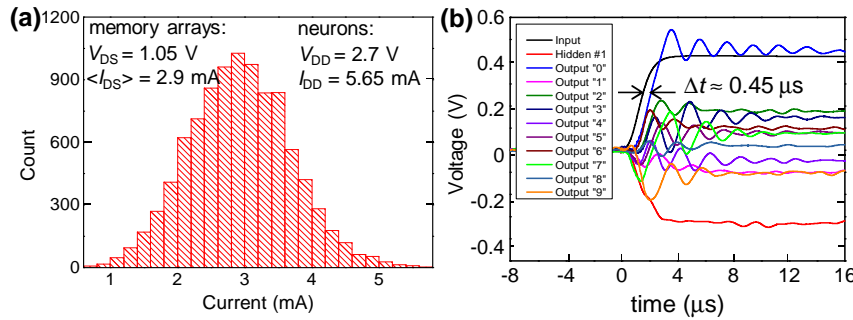 (a)
memory arrays:
V_DS = 1.05 V
<I_DS> = 2.9 mA
neurons:
V_DD = 2.7 V
I_DD = 5.65 mA
1200
900
600
300
0
Count
1 2 3 4 5
Current (mA)
(b)
0.6
0.4
0.2
0
-0.2
-0.4
Voltage (V)
Input
Hidden #1
Output "0"
Output "1"
Output "2"
Output "3"
Output "4"
Output "5"
Output "6"
Output "7"
Output "8"
Output "9"
Δt ≈ 0.45 μs
-8 -4 0 4 8 12 16
time (μs)